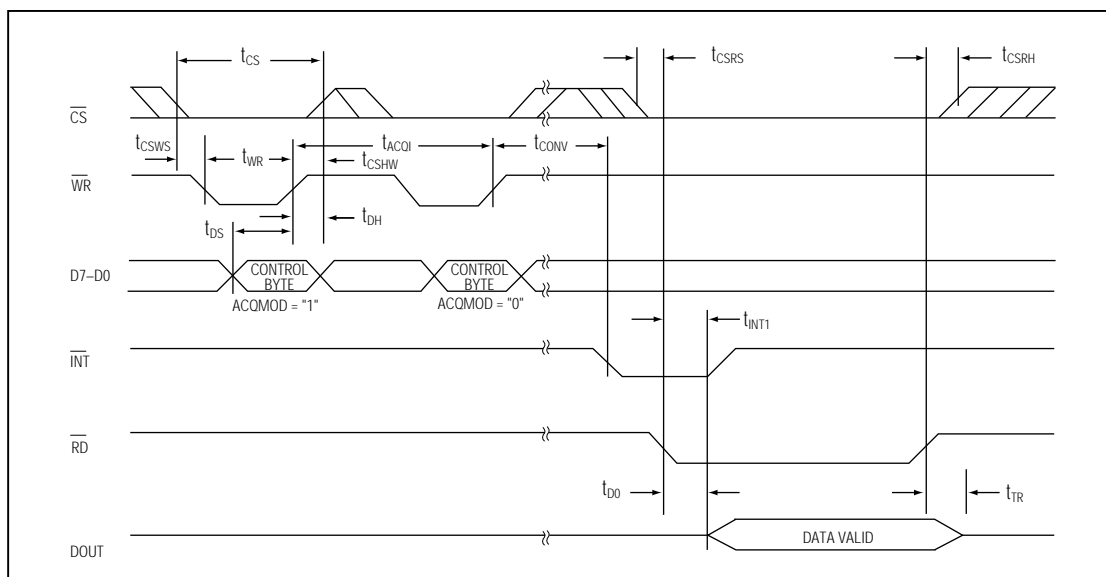 tCS
tCSRS
tCSRH
CS
tCSWS
tWR
tACQI
tCSHW
tCONV
WR
tDS
tDH
D7–D0
CONTROL
BYTE
CONTROL
BYTE
ACQMOD = "1"
ACQMOD = "0"
tINT1
INT
RD
tD0
tTR
DOUT
DATA VALID